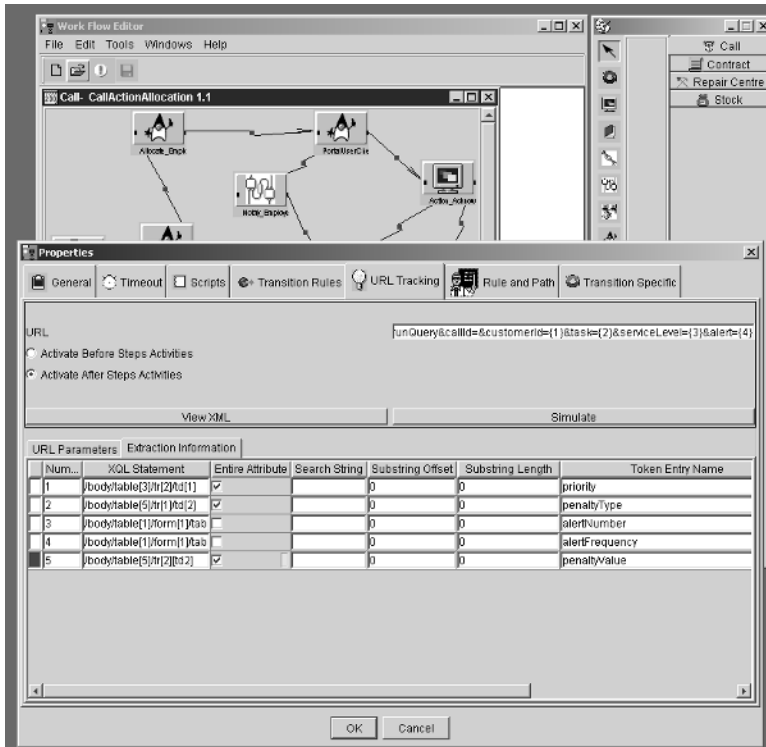 Work Flow Editor
File Edit Tools Windows Help
Call
Contract
Repair Centre
Stock
Call- CallActionAllocation 1.1
Allocate_Empl
PortalUserClie
Notify_Employe
Action_Acknow
Properties
General Timeout Scripts Transition Rules URL Tracking Rule and Path Transition Specific
URL
runQuery&callId=&customerId={1}&task={2}&serviceLevel={3}&alert={4}
Activate Before Steps Activities
Activate After Steps Activities
View XML Simulate
URL Parameters Extraction Information
Num... XQL Statement Entire Attribute Search String Substring Offset Substring Length Token Entry Name
1 /body/table[3]/tr[2]/td[1] 0 0 priority
2 /body/table[5]/tr[1]/td[2] 0 0 penaltyType
3 /body/table[1]/form[1]/tab 0 0 alertNumber
4 /body/table[1]/form[1]/tab 0 0 alertFrequency
5 /body/table[5]/tr[2][td2] 0 0 penaltyValue
OK Cancel